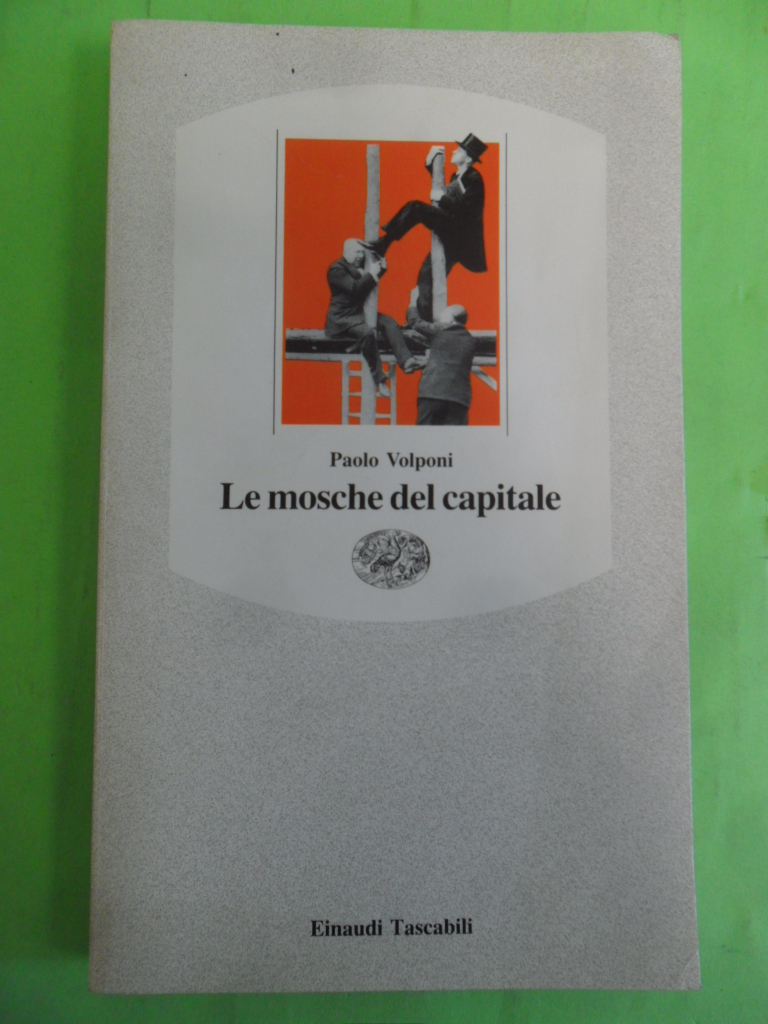 Paolo Volponi
Le mosche del capitale
Einaudi Tascabili